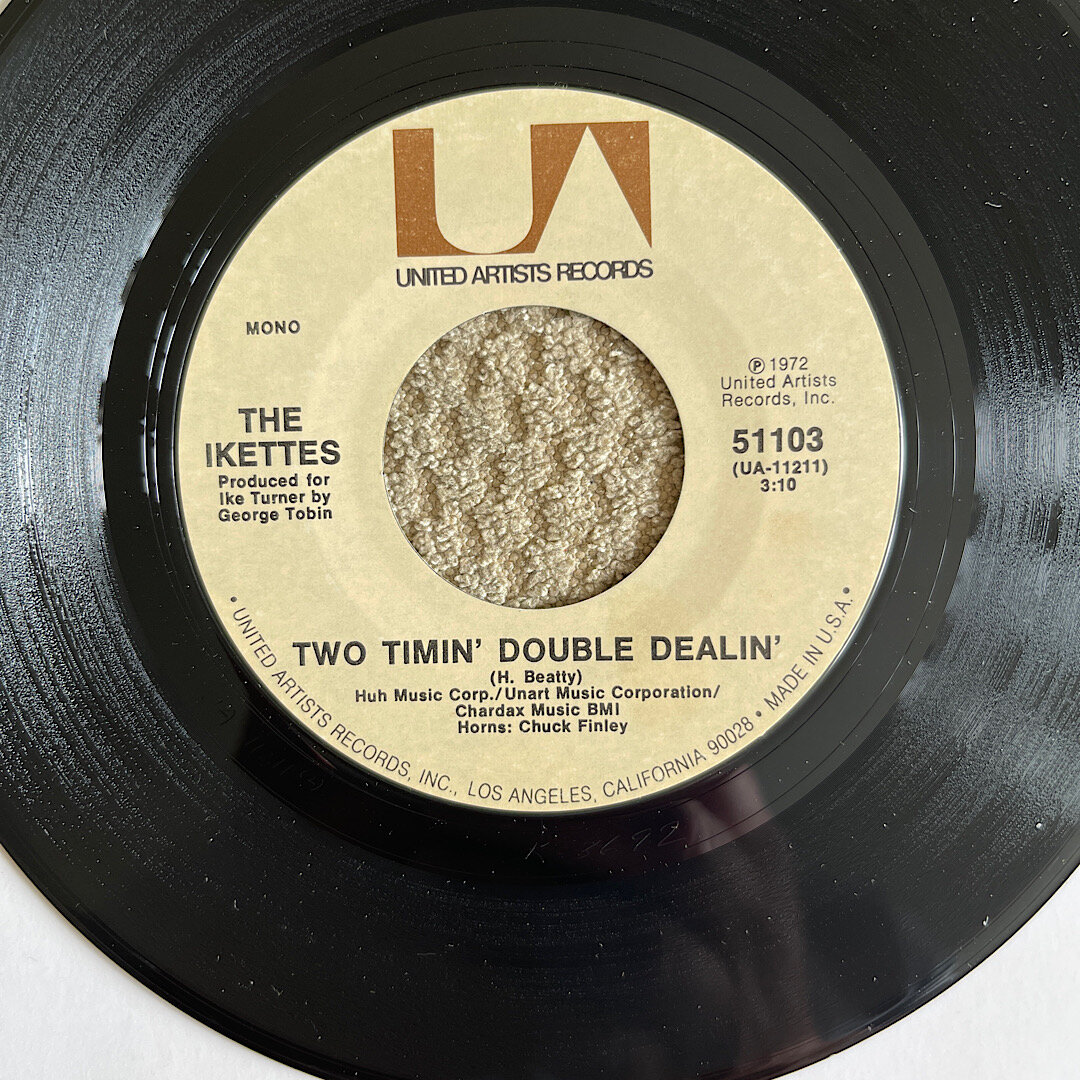 UA
UNITED ARTISTS RECORDS
MONO
THE
IKETTES
Produced for
Ike Turner by
George Tobin
℗ 1972
United Artists
Records, Inc.
51103
(UA-11211)
3:10
TWO TIMIN' DOUBLE DEALIN'
(H. Beatty)
Huh Music Corp./Unart Music Corporation/
Chardax Music BMI
Horns: Chuck Finley
• UNITED ARTISTS RECORDS, INC., LOS ANGELES, CALIFORNIA 90028 • MADE IN U.S.A. •